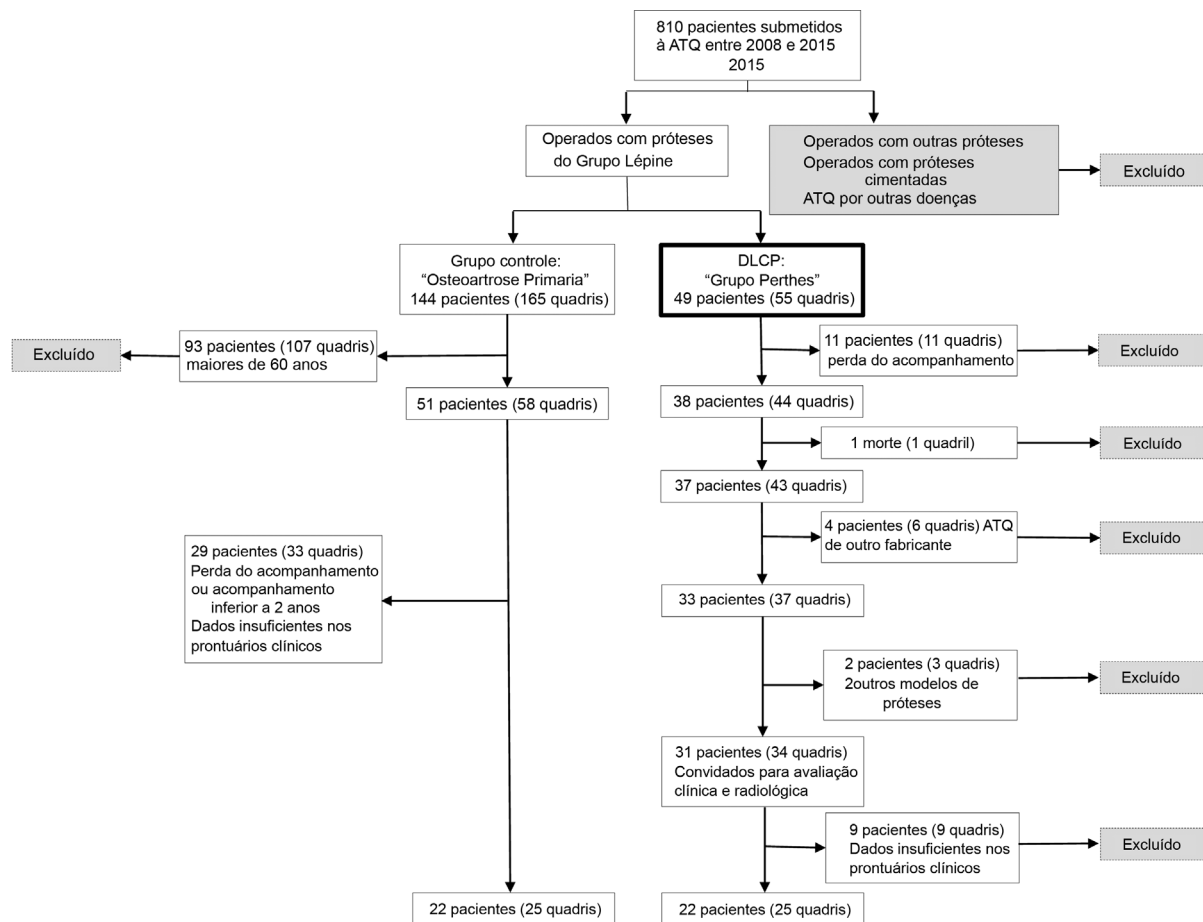 810 pacientes submetidos
à ATQ entre 2008 e 2015
2015
Operados com próteses
do Grupo Lépine
Operados com outras próteses
Operados com próteses
cimentadas
ATQ por outras doenças
Excluído
Grupo controle:
“Osteoartrose Primaria”
144 pacientes (165 quadris)
DLCP:
“Grupo Perthes”
49 pacientes (55 quadris)
Excluído
93 pacientes (107 quadris)
maiores de 60 anos
11 pacientes (11 quadris)
perda do acompanhamento
Excluído
51 pacientes (58 quadris)
38 pacientes (44 quadris)
1 morte (1 quadril)
Excluído
37 pacientes (43 quadris)
4 pacientes (6 quadris) ATQ
de outro fabricante
Excluído
29 pacientes (33 quadris)
Perda do acompanhamento
ou acompanhamento
inferior a 2 anos
Dados insuficientes nos
prontuários clínicos
33 pacientes (37 quadris)
2 pacientes (3 quadris)
2outros modelos de
próteses
Excluído
31 pacientes (34 quadris)
Convidados para avaliação
clínica e radiológica
9 pacientes (9 quadris)
Dados insuficientes nos
prontuários clínicos
Excluído
22 pacientes (25 quadris)
22 pacientes (25 quadris)